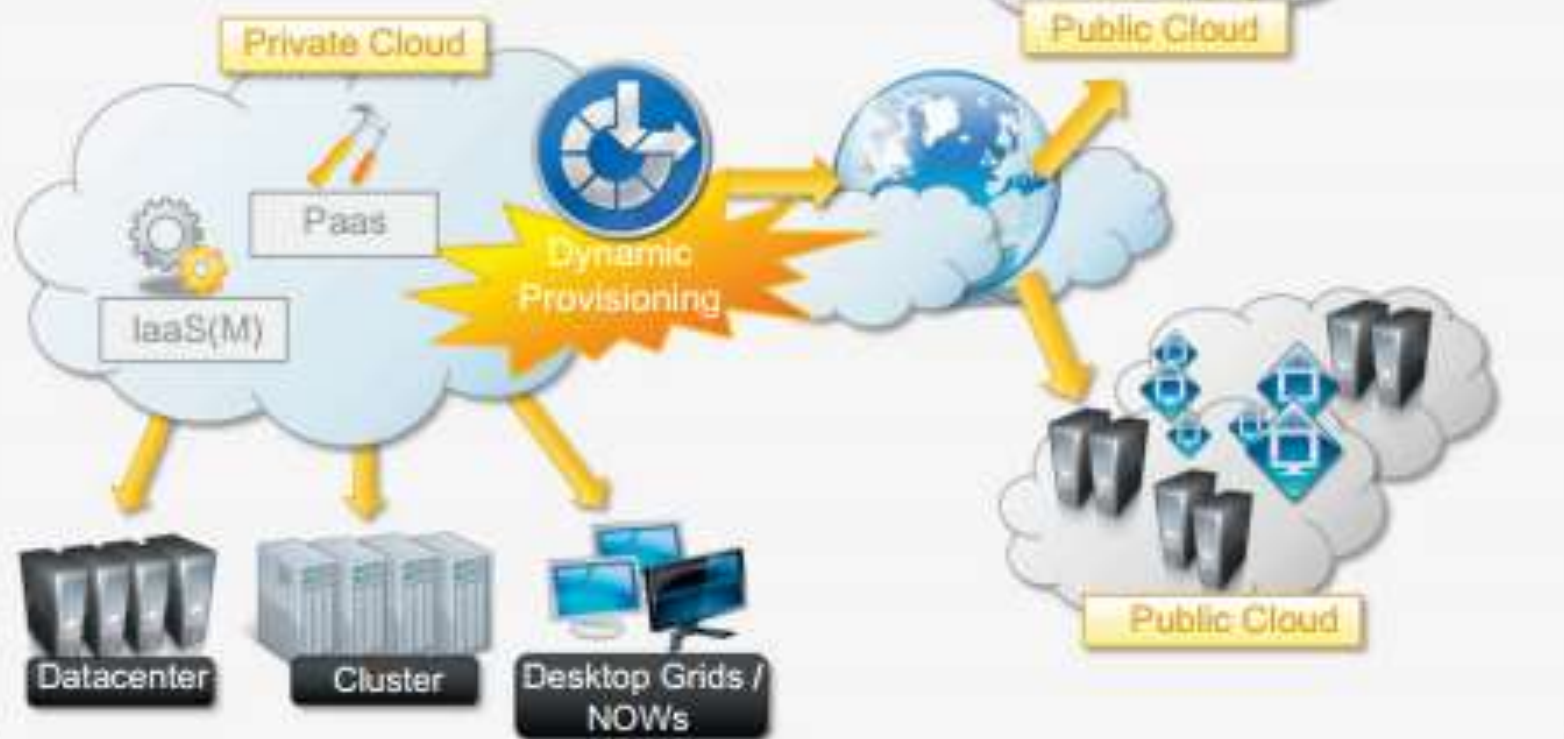 Private Cloud
Public Cloud
Paas
IaaS(M)
Dynamic
Provisioning
Datacenter
Cluster
Desktop Grids /
NOWs
Public Cloud